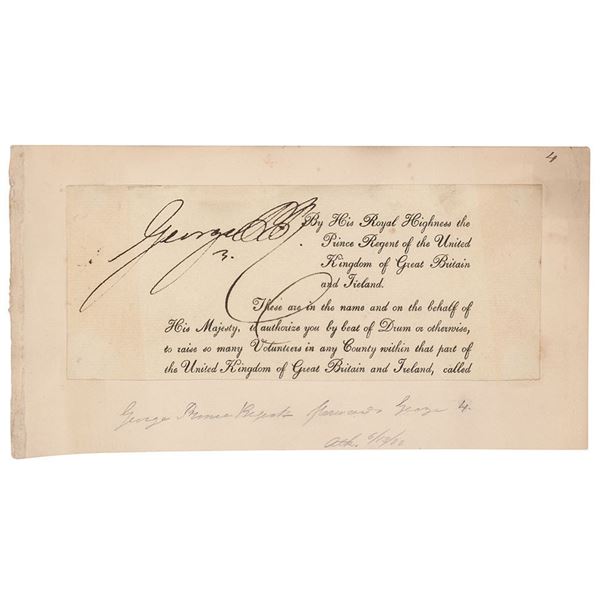 4
George PR
3.
By His Royal Highness the
Prince Regent of the United
Kingdom of Great Britain
and Ireland.
These are in the name and on the behalf of
His Majesty, to authorize you by beat of Drum or otherwise,
to raise so many Volunteers in any County within that part of
the United Kingdom of Great Britain and Ireland, called
George Prince Regent George 4.